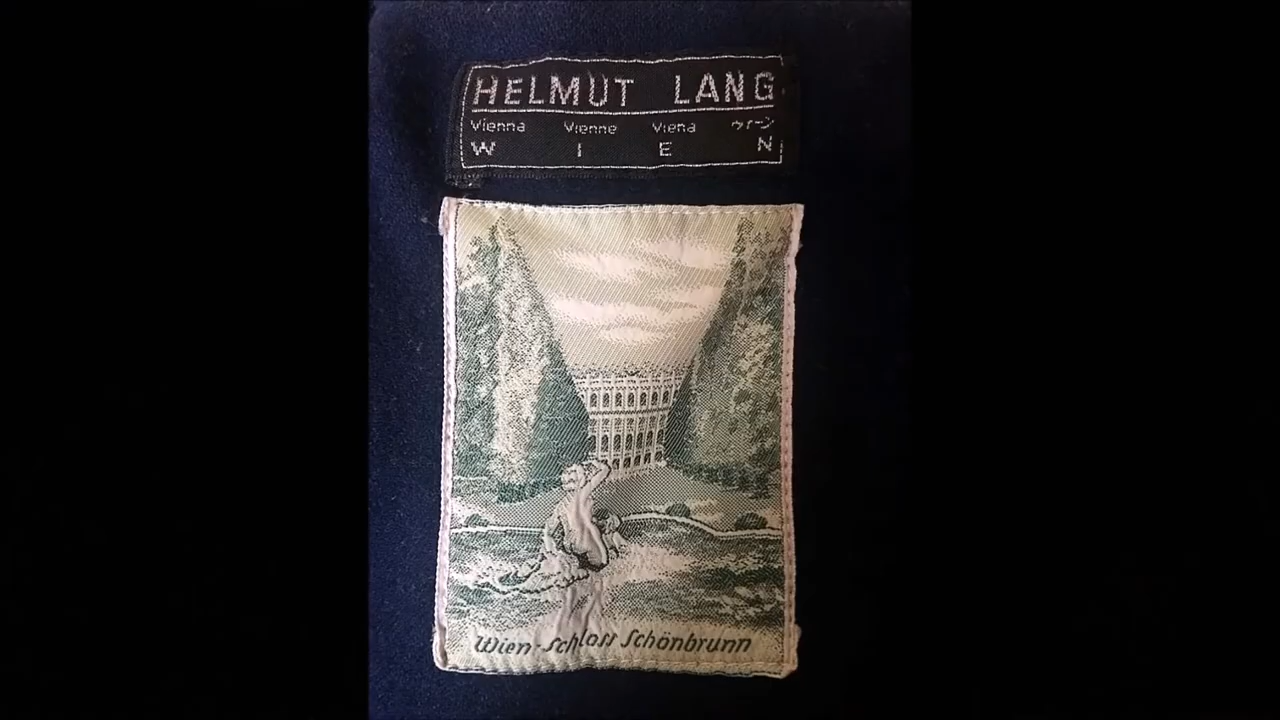 HELMUT LANG
Vienna Vienne Viena ウィーン
W I E N
Wien-Schloss Schönbrunn